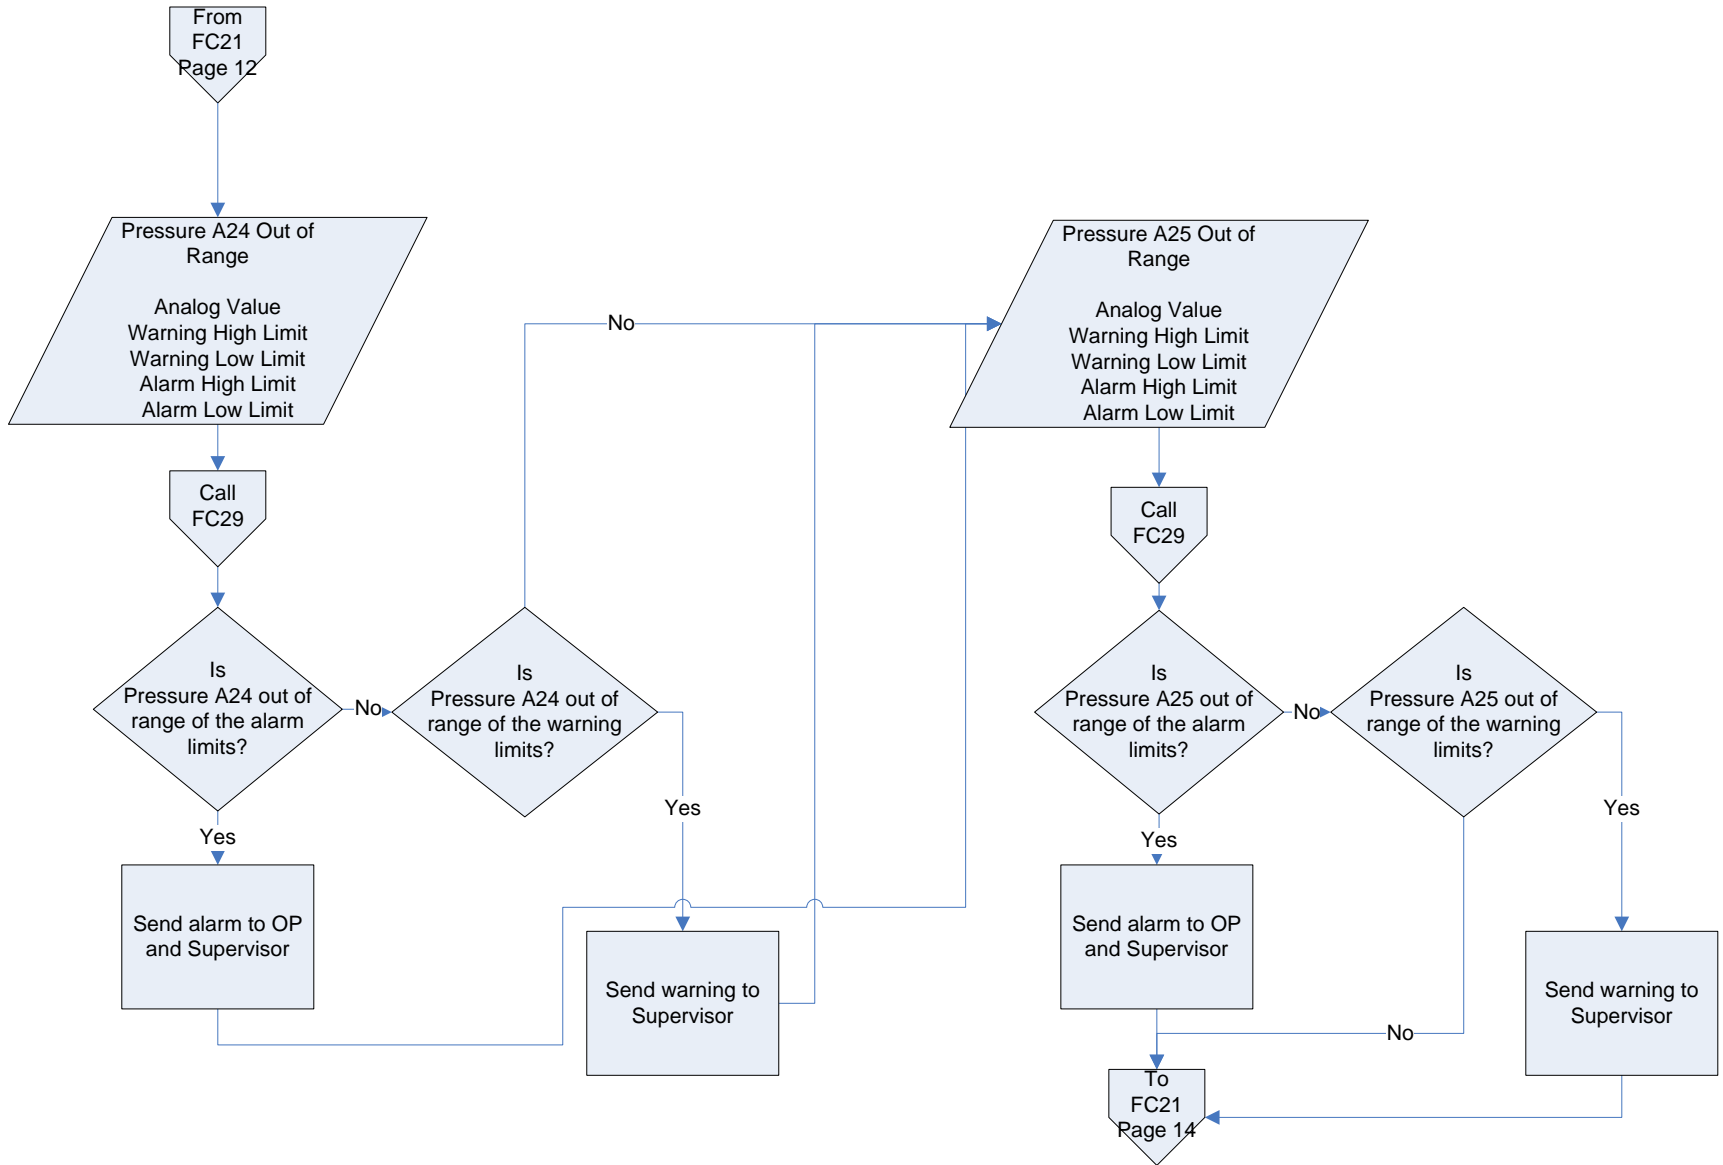 From
FC21
Page 12
Pressure A24 Out of
Range
Analog Value
Warning High Limit
Warning Low Limit
Alarm High Limit
Alarm Low Limit
Call
FC29
Is
Pressure A24 out of
range of the alarm
limits?
No
Is
Pressure A24 out of
range of the warning
limits?
No
Yes
Yes
Send alarm to OP
and Supervisor
Send warning to
Supervisor
Pressure A25 Out of
Range
Analog Value
Warning High Limit
Warning Low Limit
Alarm High Limit
Alarm Low Limit
Call
FC29
Is
Pressure A25 out of
range of the alarm
limits?
No
Is
Pressure A25 out of
range of the warning
limits?
Yes
Yes
Send alarm to OP
and Supervisor
Send warning to
Supervisor
No
To
FC21
Page 14